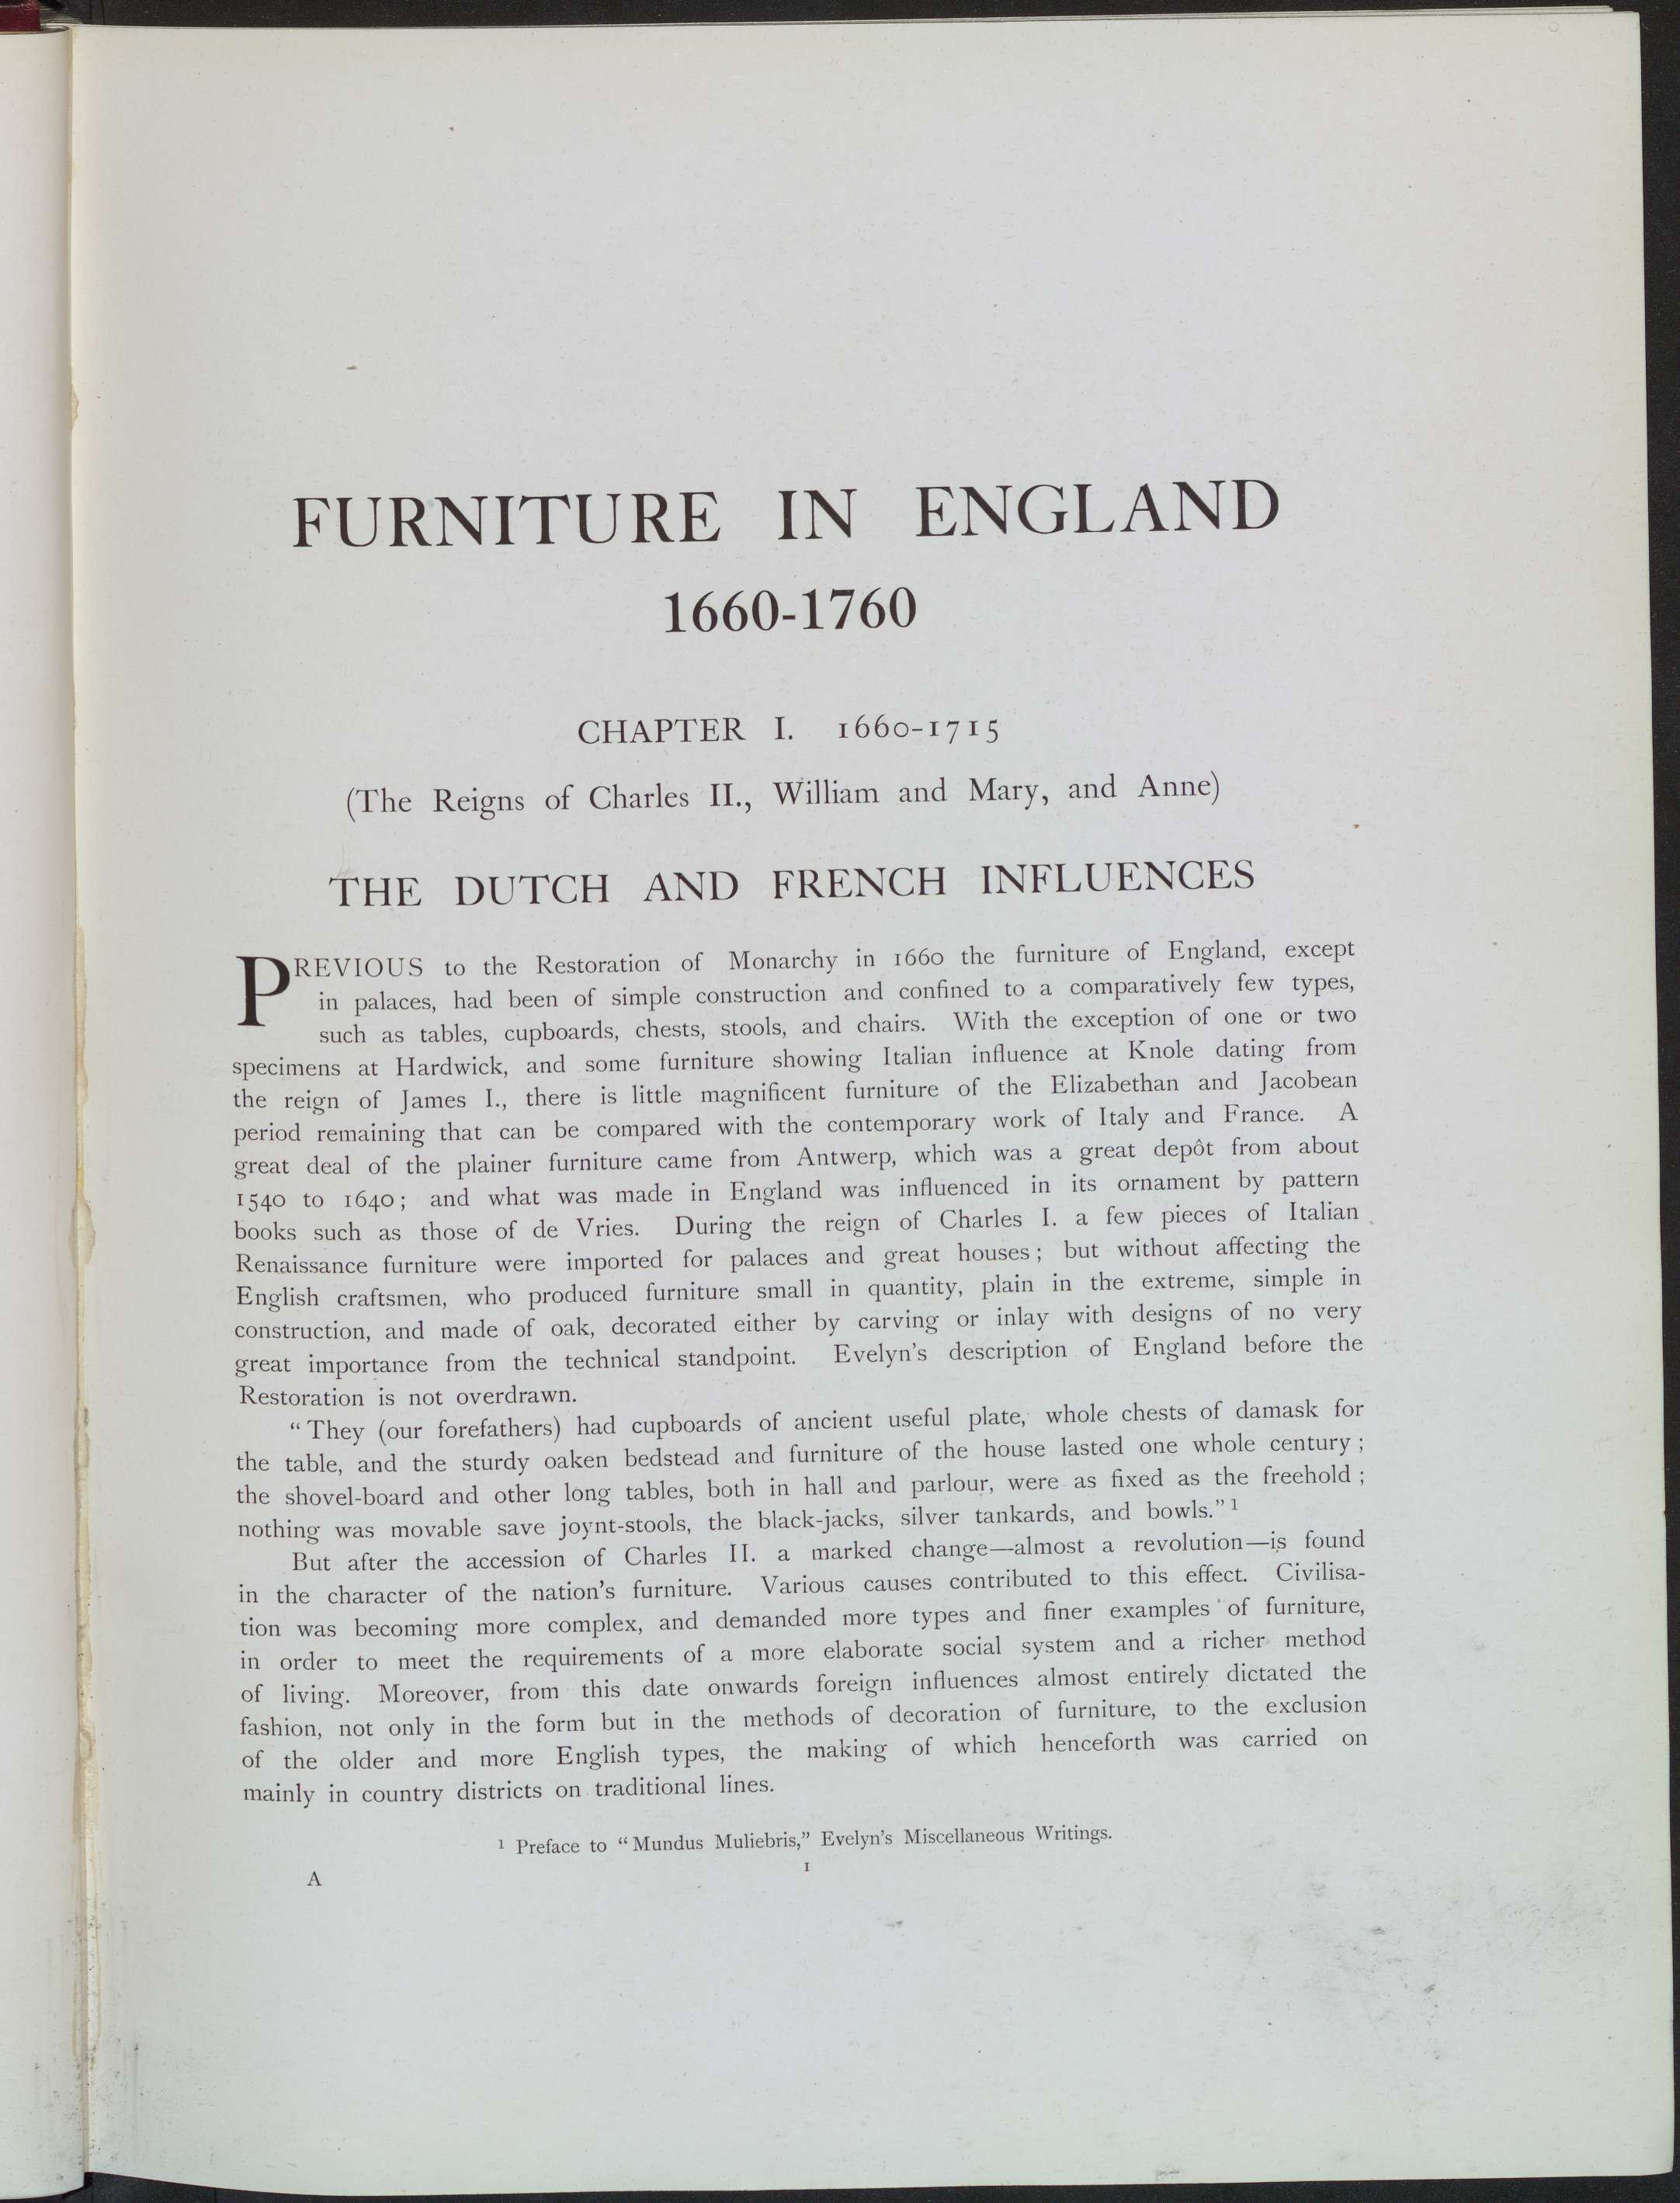 FURNITURE IN ENGLAND
1660-1760
CHAPTER I. 1660-1715
(The Reigns of Charles II., William and Mary, and Anne)
THE DUTCH AND FRENCH INFLUENCES
PREVIOUS to the Restoration of Monarchy in 1660 the furniture of England, except
in palaces, had been of simple construction and confined to a comparatively few types,
such as tables, cupboards, chests, stools, and chairs. With the exception of one or two
specimens at Hardwick, and some furniture showing Italian influence at Knole dating from
the reign of James I., there is little magnificent furniture of the Elizabethan and Jacobean
period remaining that can be compared with the contemporary work of Italy and France. A
great deal of the plainer furniture came from Antwerp, which was a great depôt from about
1540 to 1640; and what was made in England was influenced in its ornament by pattern
books such as those of de Vries. During the reign of Charles I. a few pieces of Italian
Renaissance furniture were imported for palaces and great houses; but without affecting the
English craftsmen, who produced furniture small in quantity, plain in the extreme, simple in
construction, and made of oak, decorated either by carving or inlay with designs of no very
great importance from the technical standpoint. Evelyn's description of England before the
Restoration is not overdrawn.
"They (our forefathers) had cupboards of ancient useful plate, whole chests of damask for
the table, and the sturdy oaken bedstead and furniture of the house lasted one whole century;
the shovel-board and other long tables, both in hall and parlour, were as fixed as the freehold;
nothing was movable save joynt-stools, the black-jacks, silver tankards, and bowls."¹
But after the accession of Charles II. a marked change—almost a revolution—is found
in the character of the nation's furniture. Various causes contributed to this effect. Civilisa-
tion was becoming more complex, and demanded more types and finer examples of furniture,
in order to meet the requirements of a more elaborate social system and a richer method
of living. Moreover, from this date onwards foreign influences almost entirely dictated the
fashion, not only in the form but in the methods of decoration of furniture, to the exclusion
of the older and more English types, the making of which henceforth was carried on
mainly in country districts on traditional lines.
¹ Preface to "Mundus Muliebris," Evelyn's Miscellaneous Writings.
A
1